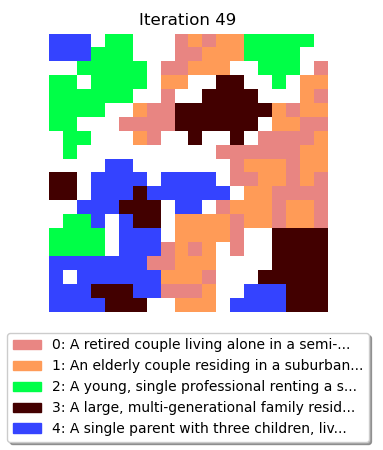 Iteration 49
0: A retired couple living alone in a semi-...
1: An elderly couple residing in a suburban...
2: A young, single professional renting a s...
3: A large, multi-generational family resid...
4: A single parent with three children, liv...